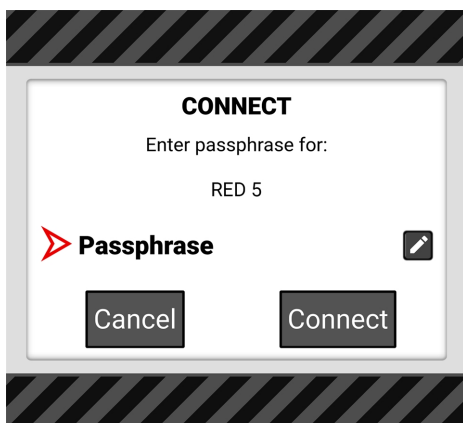 CONNECT
Enter passphrase for:
RED 5
Passphrase
Cancel Connect